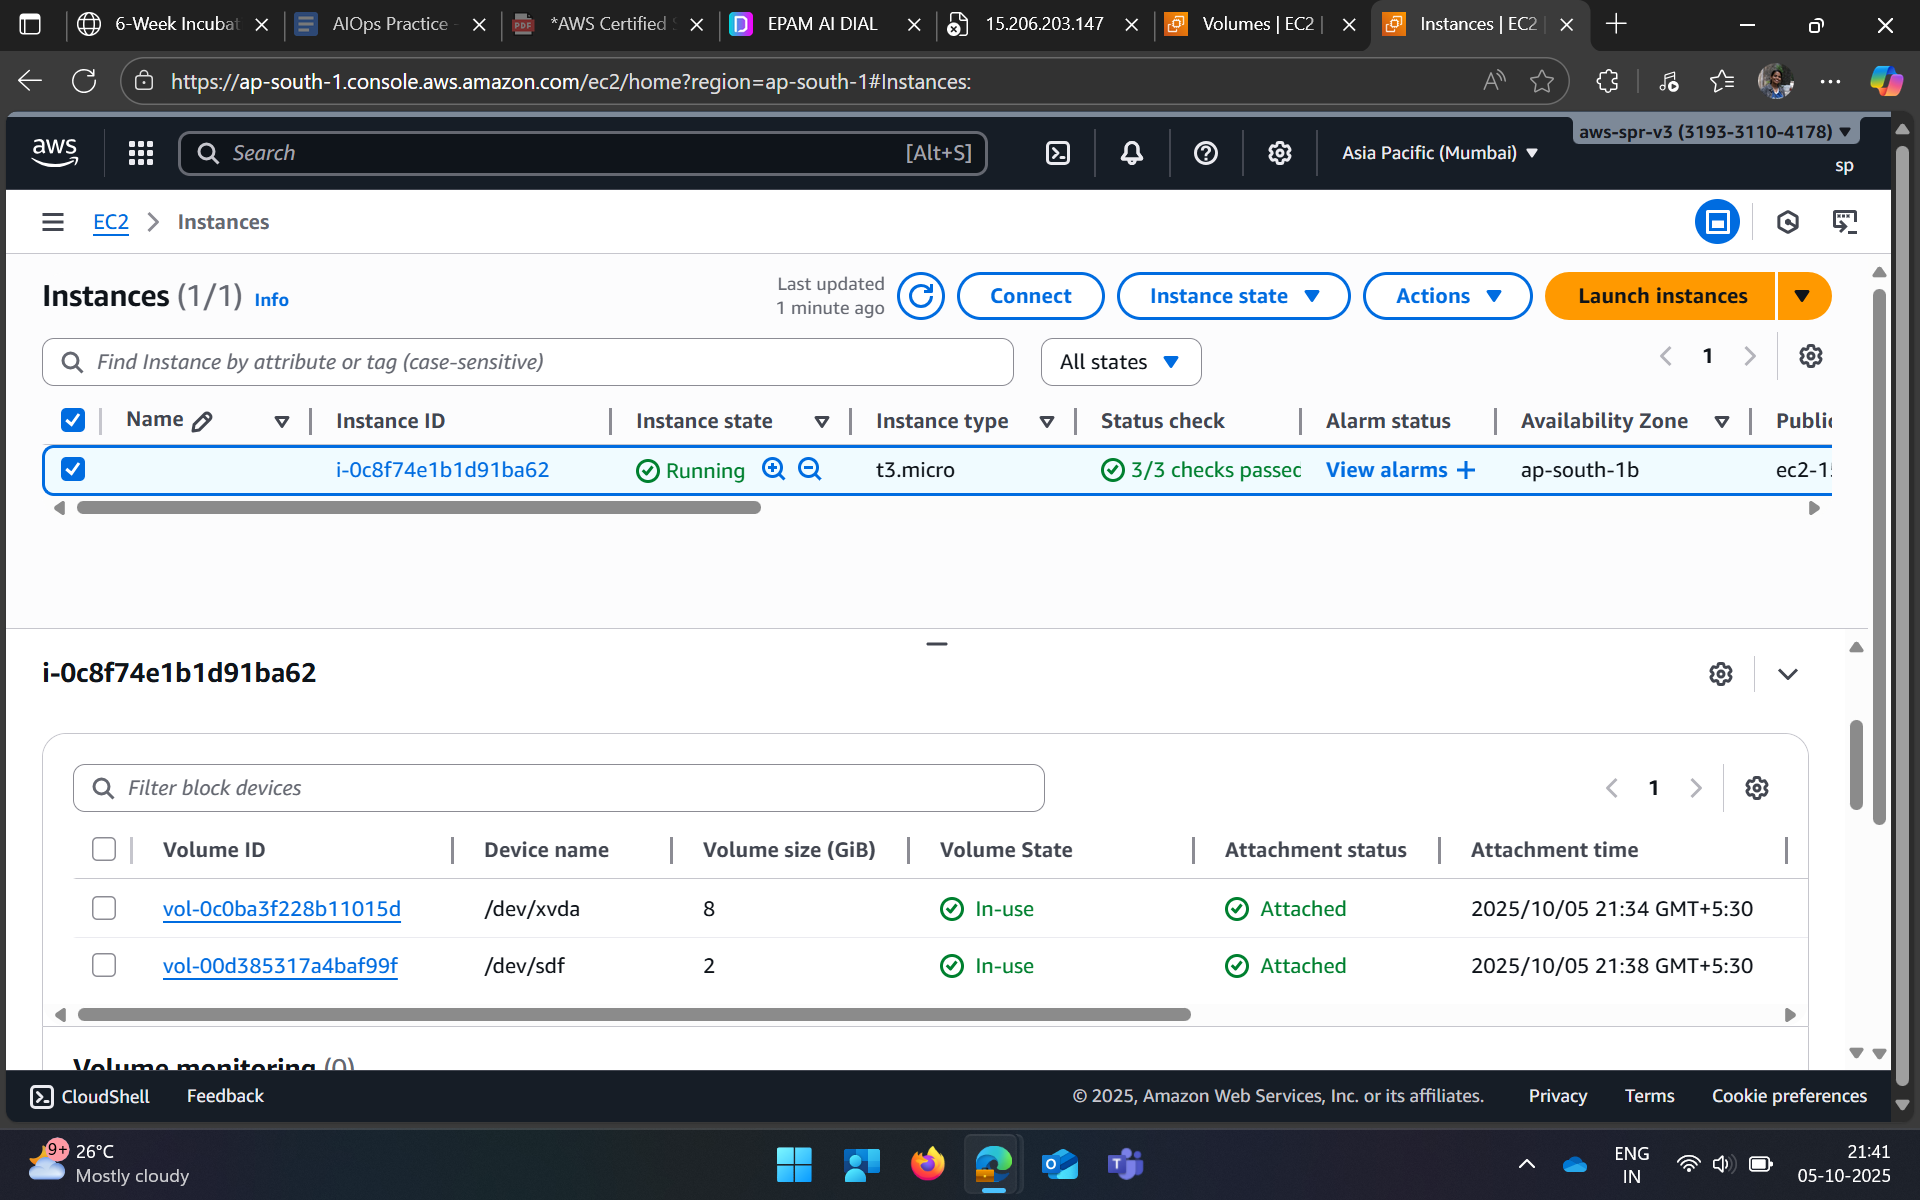 6-Week Incubat
AIOps Practice -
*AWS Certified S
EPAM AI DIAL
15.206.203.147
Volumes | EC2 |
Instances | EC2 |
https://ap-south-1.console.aws.amazon.com/ec2/home?region=ap-south-1#Instances:
aws
Search
[Alt+S]
Asia Pacific (Mumbai)
aws-spr-v3 (3193-3110-4178)
sp
EC2
Instances
Instances (1/1) Info
Last updated
1 minute ago
Connect
Instance state
Actions
Launch instances
Find Instance by attribute or tag (case-sensitive)
All states
1
Name Instance ID Instance state Instance type Status check Alarm status Availability Zone Public
i-0c8f74e1b1d91ba62 Running t3.micro 3/3 checks passed View alarms + ap-south-1b ec2-15
i-0c8f74e1b1d91ba62
Filter block devices
1
Volume ID Device name Volume size (GiB) Volume State Attachment status Attachment time
vol-0c0ba3f228b11015d /dev/xvda 8 In-use Attached 2025/10/05 21:34 GMT+5:30
vol-00d385317a4baf99f /dev/sdf 2 In-use Attached 2025/10/05 21:38 GMT+5:30
Volume monitoring (0)
CloudShell Feedback © 2025, Amazon Web Services, Inc. or its affiliates. Privacy Terms Cookie preferences
9+
26°C
Mostly cloudy
ENG
IN
21:41
05-10-2025